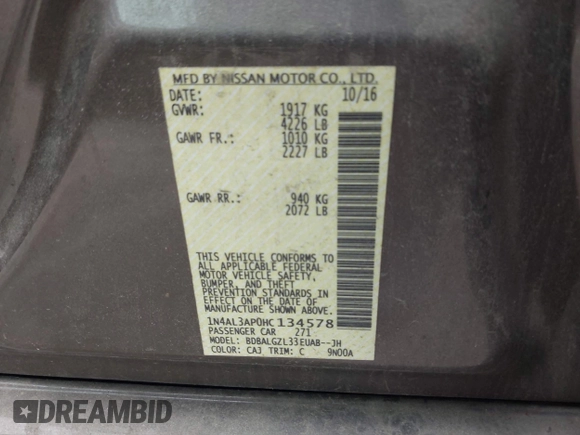 MFD BY NISSAN MOTOR CO., LTD.
DATE: 10/16
GVWR: 1917 KG
4226 LB
GAWR FR.: 1010 KG
2227 LB
GAWR RR.: 940 KG
2072 LB
THIS VEHICLE CONFORMS TO
ALL APPLICABLE FEDERAL
MOTOR VEHICLE SAFETY,
BUMPER, AND THEFT
PREVENTION STANDARDS
IN EFFECT ON THE DATE OF
MANUFACTURE SHOWN ABOVE.
1N4AL3AP0HC134578
PASSENGER CAR 271
MODEL: BDBALGZL33EUAB--JH
COLOR: CAJ TRIM: C 9N00A
DREAMBID